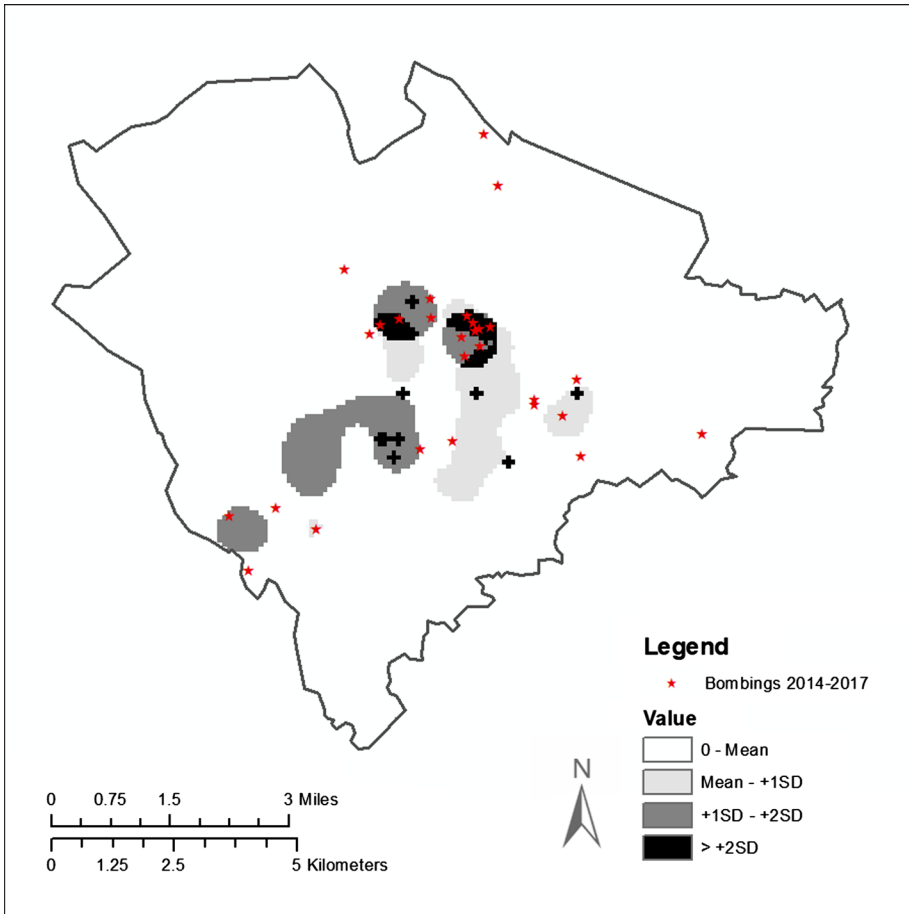 Legend
Bombings 2014-2017
Value
0 - Mean
Mean - +1SD
+1SD - +2SD
> +2SD
N
0 0.75 1.5 3 Miles
0 1.25 2.5 5 Kilometers